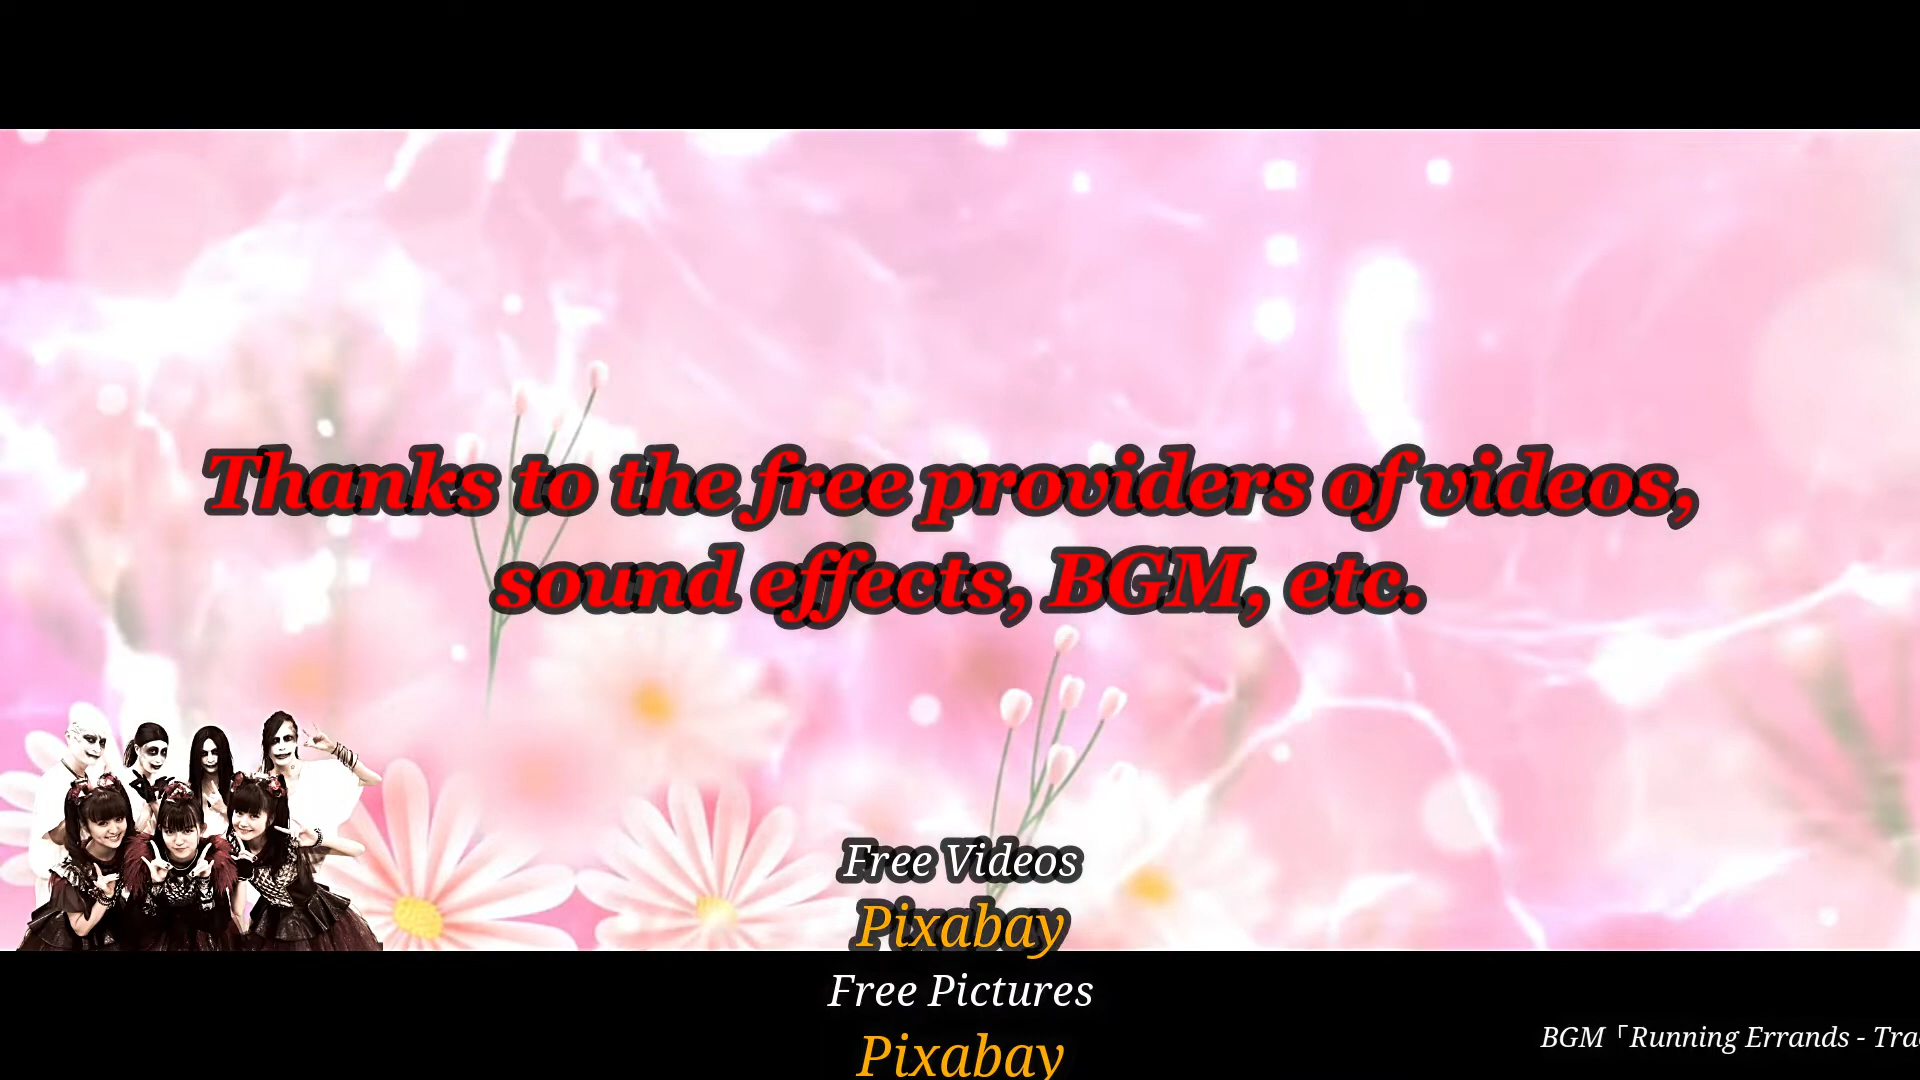 Thanks to the free providers of videos,
sound effects, BGM, etc.
Free Videos
Pixabay
Free Pictures
Pixabay
BGM「Running Errands -